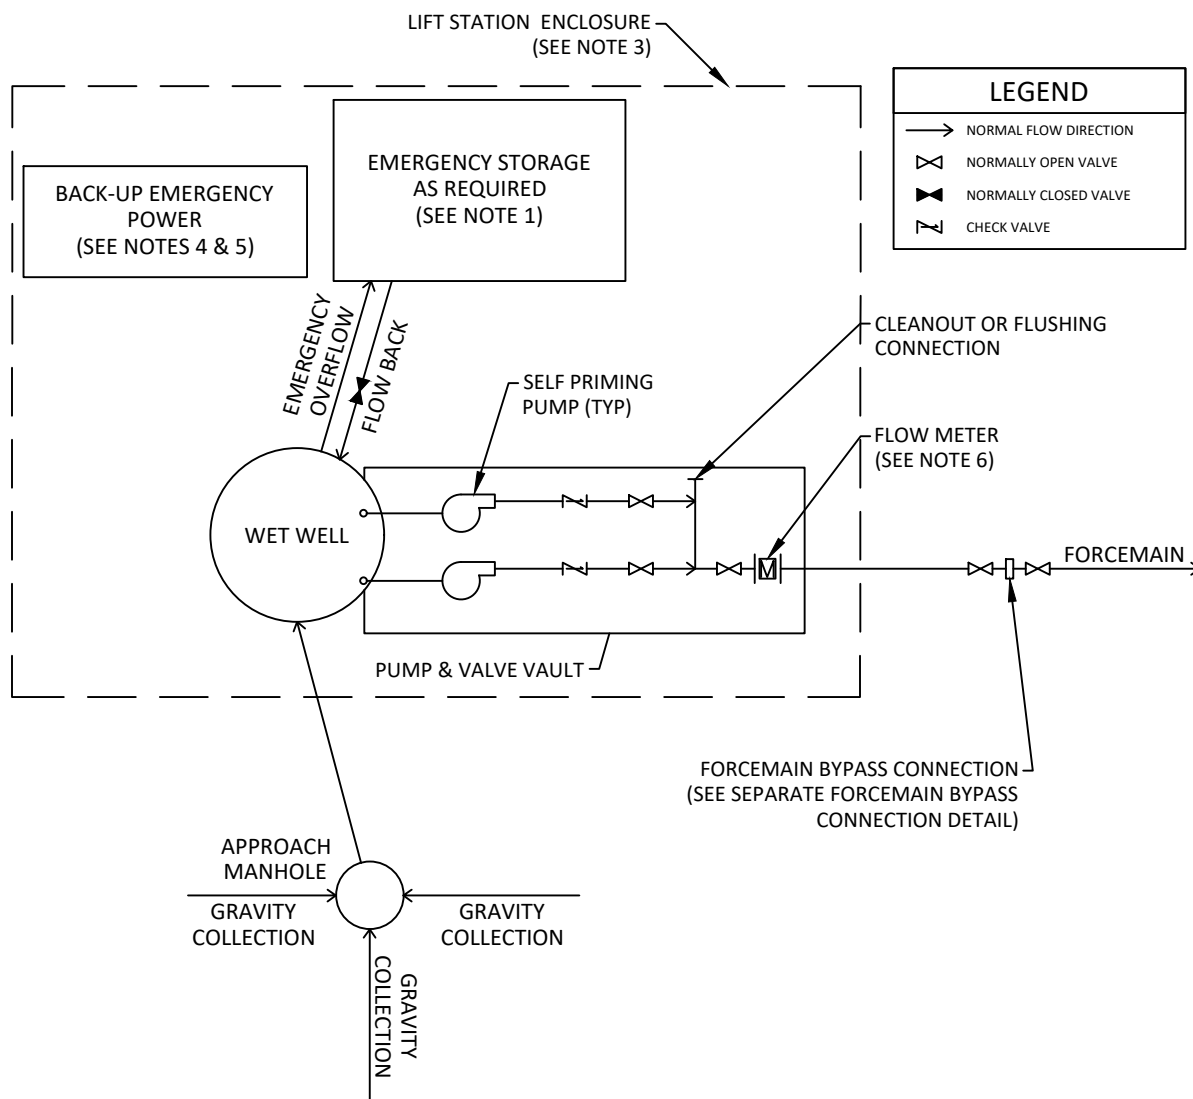 LIFT STATION ENCLOSURE
(SEE NOTE 3)
LEGEND
NORMAL FLOW DIRECTION
NORMALLY OPEN VALVE
NORMALLY CLOSED VALVE
CHECK VALVE
EMERGENCY STORAGE
AS REQUIRED
(SEE NOTE 1)
BACK-UP EMERGENCY
POWER
(SEE NOTES 4 & 5)
EMERGENCY
OVERFLOW
FLOW BACK
CLEANOUT OR FLUSHING
CONNECTION
SELF PRIMING
PUMP (TYP)
FLOW METER
(SEE NOTE 6)
WET WELL
M
FORCEMAIN
PUMP & VALVE VAULT
FORCEMAIN BYPASS CONNECTION
(SEE SEPARATE FORCEMAIN BYPASS
CONNECTION DETAIL)
APPROACH
MANHOLE
GRAVITY
COLLECTION
GRAVITY
COLLECTION
GRAVITY
COLLECTION